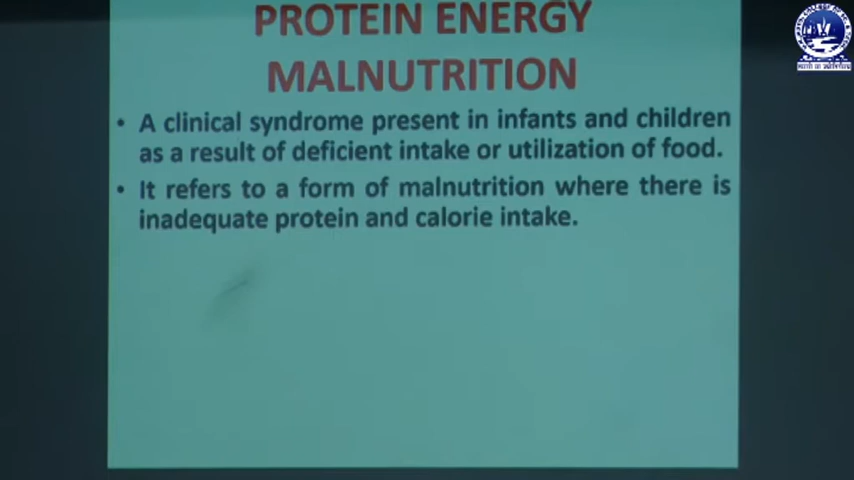 PROTEIN ENERGY
MALNUTRITION
• A clinical syndrome present in infants and children
as a result of deficient intake or utilization of food.
• It refers to a form of malnutrition where there is
inadequate protein and calorie intake.